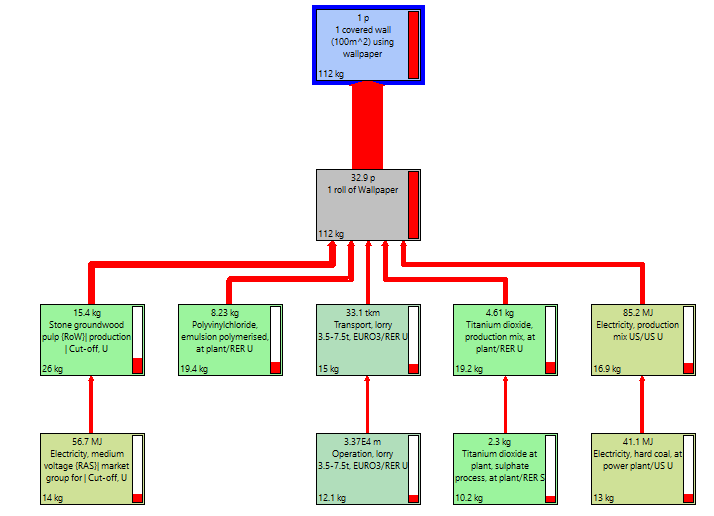 1 p
1 covered wall
(100m^2) using
wallpaper
112 kg
32.9 p
1 roll of Wallpaper
112 kg
15.4 kg
Stone groundwood
pulp {RoW}| production
| Cut-off, U
26 kg
8.23 kg
Polyvinylchloride,
emulsion polymerised,
at plant/RER U
19.4 kg
33.1 tkm
Transport, lorry
3.5-7.5t, EURO3/RER U
15 kg
4.61 kg
Titanium dioxide,
production mix, at
plant/RER U
19.2 kg
85.2 MJ
Electricity, production
mix US/US U
16.9 kg
56.7 MJ
Electricity, medium
voltage {RAS}| market
group for | Cut-off, U
14 kg
3.37E4 m
Operation, lorry
3.5-7.5t, EURO3/RER U
12.1 kg
2.3 kg
Titanium dioxide at
plant, sulphate
process, at plant/RER S
10.2 kg
41.1 MJ
Electricity, hard coal, at
power plant/US U
13 kg